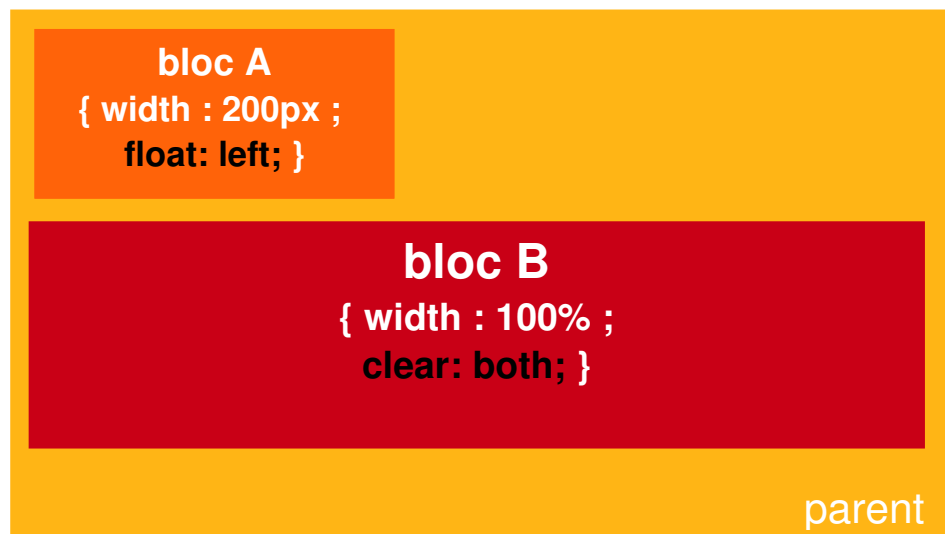 bloc A
{ width : 200px ;
float: left; }
bloc B
{ width : 100% ;
clear: both; }
parent